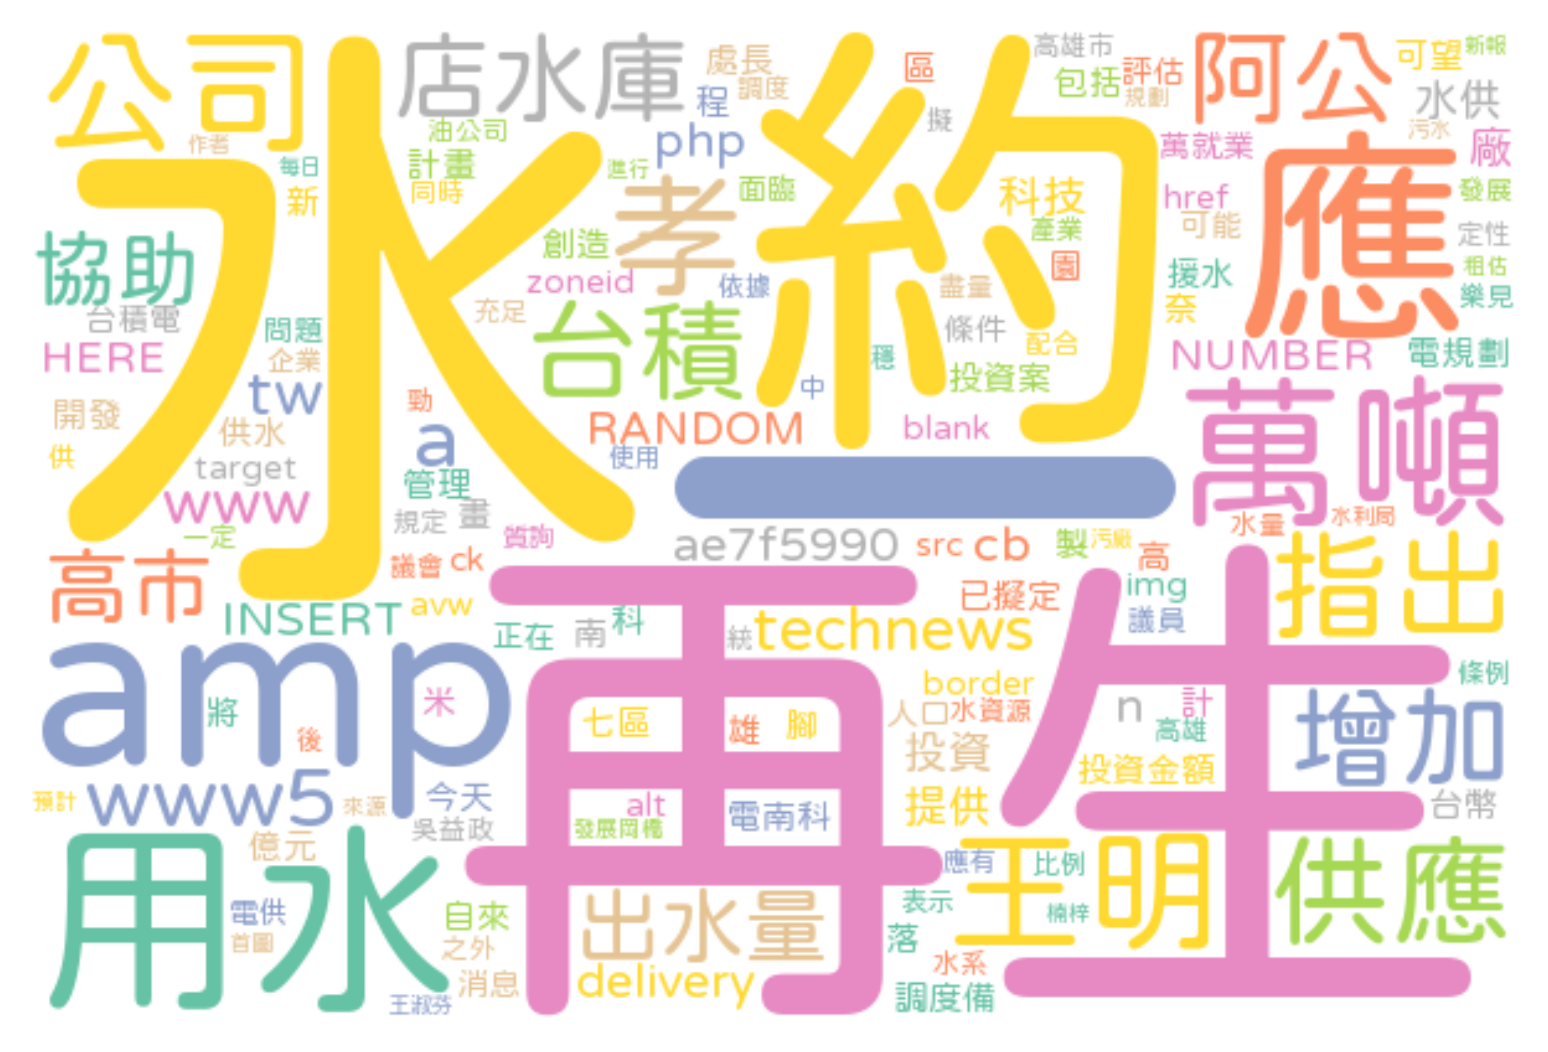 公司
店水庫
處長
調度
程
區
高雄市
包括
評估
規劃
阿公
可望
新報
水供
作者
每日
新
油公司
計畫
同時
php
進行
面臨
擬
水
約
科技
產業
萬就業
href
可能
污水
廠
發展
應
定性
租估
樂見
協助
台積電
創造
孝
zoneid
依據
盡量
園
援水
奈
充足
問題
企業
HERE
台積
條件
配合
NUMBER
電規劃
穩
中
投資案
tw
開發
供水
供
勁
a
RANDOM
blank
萬噸
target
使用
管理
www
規定
畫
一
一定
質詢
水量
水利局
高市
議會
ck
ae7f5990
src
cb
製
污廠
高
指出
INSERT
avw
已擬定
img
議員
正在
南
科
統
technews
amp
再生
將
米
後
七區
雄
腳
border
人口
水資源
n
計
高雄
條例
投資
投資金額
增加
預計
www5
來源
今天
吳益政
alt
發展岡橋
電南科
提供
台幣
用水
億元
電供
首圖
自來
之外
消息
王淑芬
出水量
delivery
應有
比例
王明
表示
楠梓
落
水系
調度備
供應